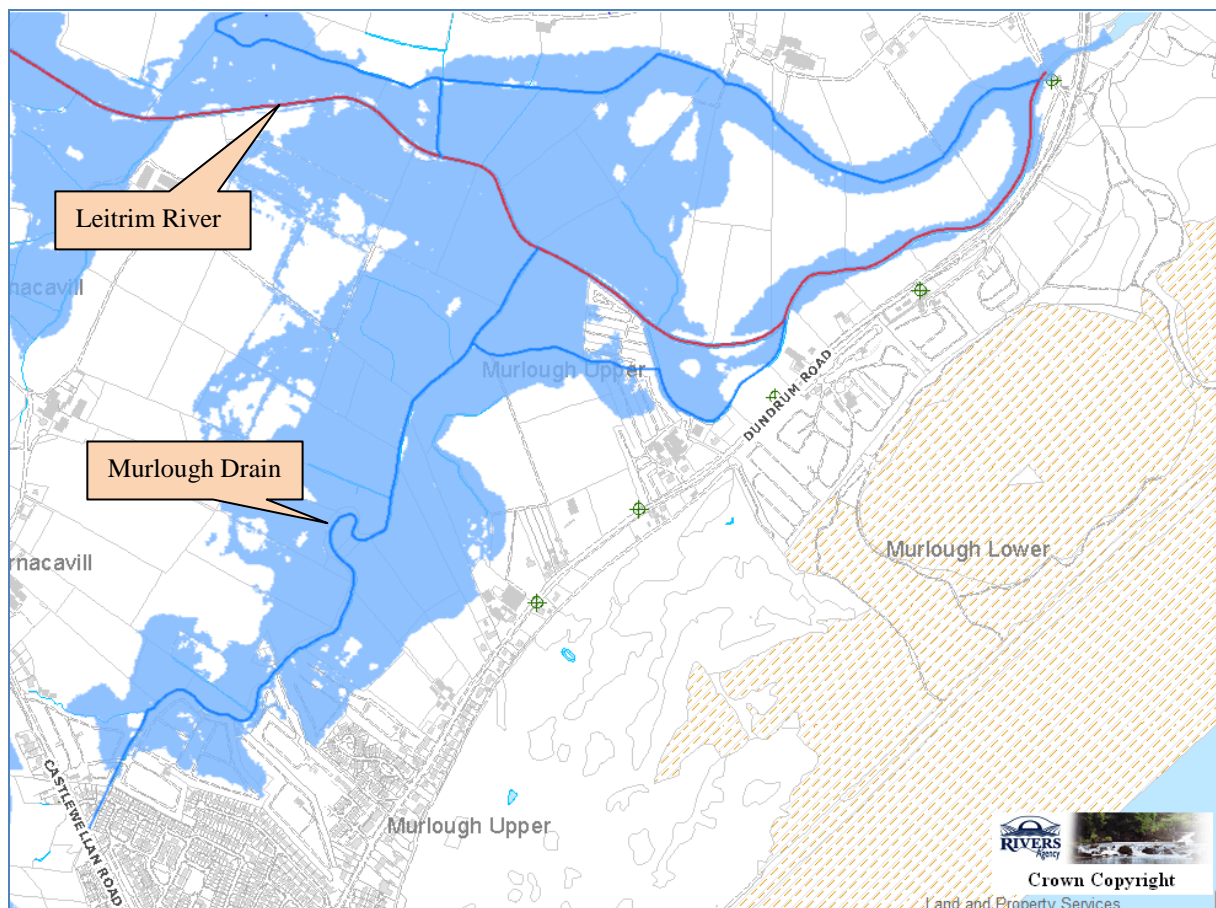 Leitrim River
nacavill
Murlough Upper
DUNDRUM ROAD
Murlough Drain
Murlough Lower
rnacavill
CASTLEWELLAN ROAD
Murlough Upper
RIVERS
Agency
Crown Copyright
Land and Property Services